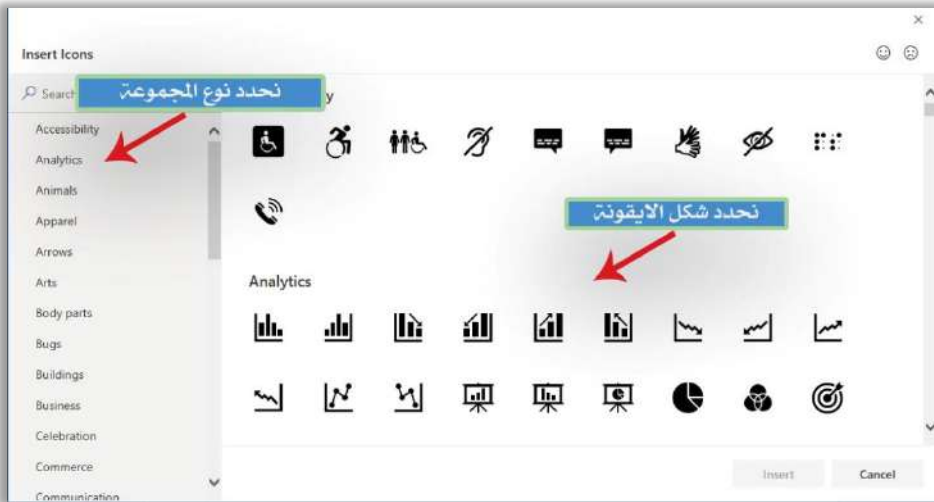 Insert Icons
Search
نحدد نوع المجموعة
y
Accessibility
Analytics
Animals
Apparel
Arrows
Arts
Body parts
Bugs
Buildings
Business
Celebration
Commerce
Communication
نحدد شكل الايقونة
Analytics
Insert
Cancel